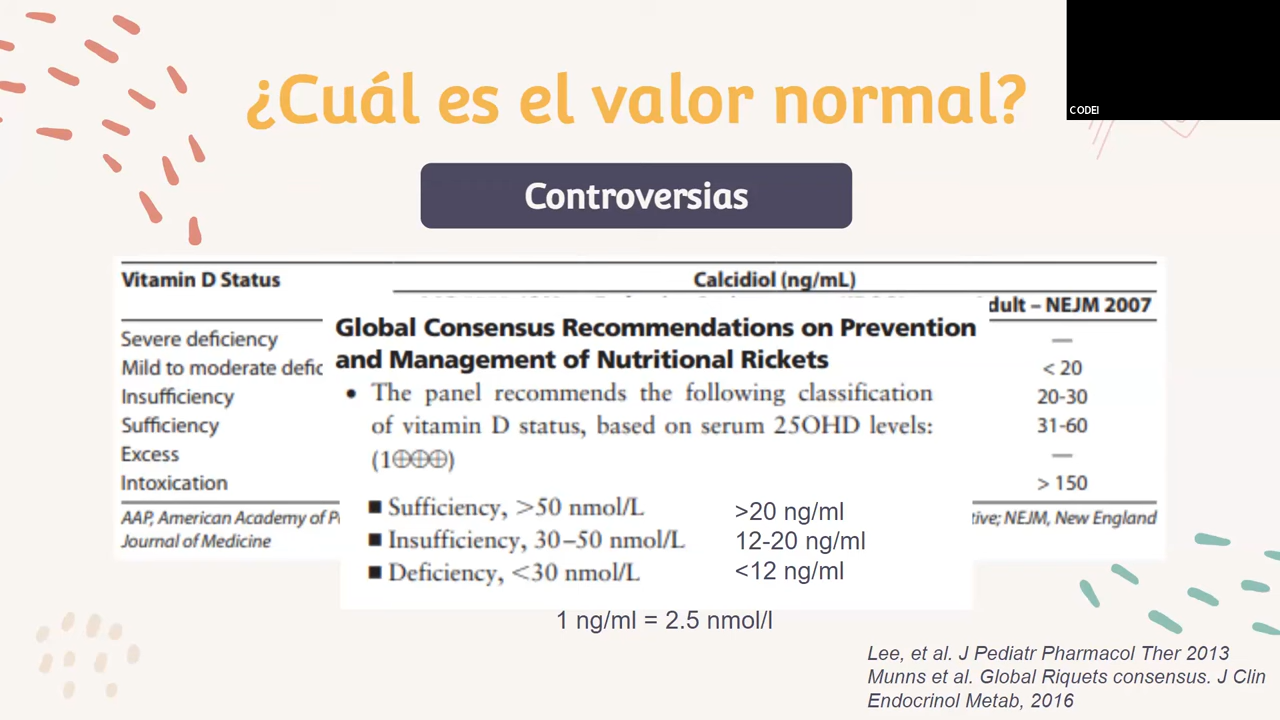 CODEI
¿Cuál es el valor normal?
Controversias
Vitamin D Status
Calcidiol (ng/mL)
dult – NEJM 2007
Global Consensus Recommendations on Prevention
and Management of Nutritional Rickets
Severe deficiency
—
Mild to moderate defic
< 20
Insufficiency
20-30
Sufficiency
31-60
Excess
—
Intoxication
> 150
• The panel recommends the following classification
of vitamin D status, based on serum 25OHD levels:
(1⊕⊕⊕)
■ Sufficiency, >50 nmol/L >20 ng/ml
■ Insufficiency, 30–50 nmol/L 12-20 ng/ml
■ Deficiency, <30 nmol/L <12 ng/ml
AAP, American Academy of P
tive; NEJM, New England
Journal of Medicine
1 ng/ml = 2.5 nmol/l
Lee, et al. J Pediatr Pharmacol Ther 2013
Munns et al. Global Riquets consensus. J Clin
Endocrinol Metab, 2016